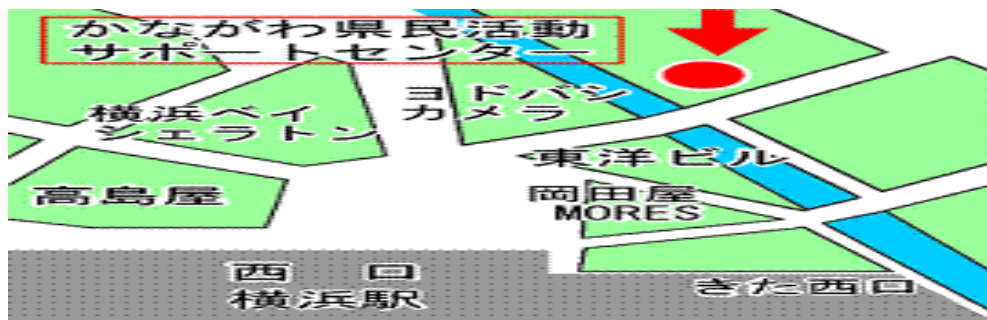 かながわ県民活動
サポートセンター
ヨドバシ
カメラ
横浜ベイ
シェラトン
東洋ビル
高島屋
岡田屋
MORES
西 口
横浜駅
きた西口